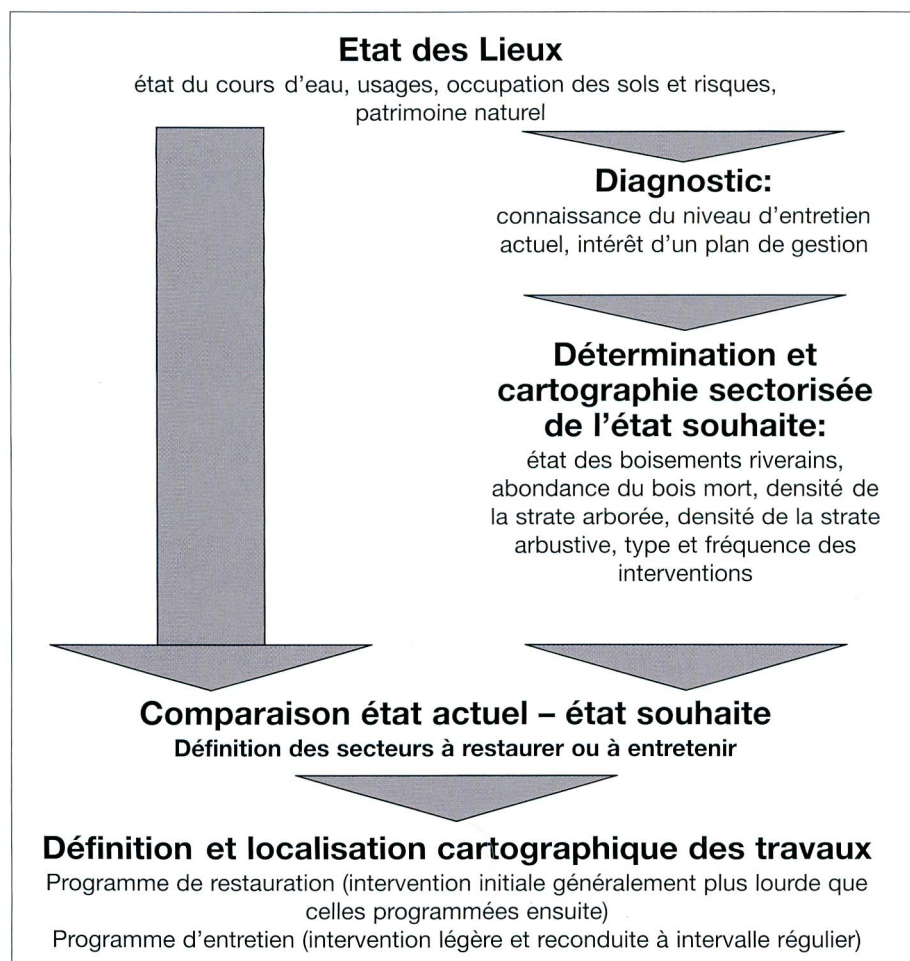 Etat des Lieux
état du cours d'eau, usages, occupation des sols et risques,
patrimoine naturel
Diagnostic:
connaissance du niveau d'entretien
actuel, intérêt d'un plan de gestion
Détermination et
cartographie sectorisée
de l'état souhaite:
état des boisements riverains,
abondance du bois mort, densité de
la strate arborée, densité de la strate
arbustive, type et fréquence des
interventions
Comparaison état actuel – état souhaite
Définition des secteurs à restaurer ou à entretenir
Définition et localisation cartographique des travaux
Programme de restauration (intervention initiale généralement plus lourde que
celles programmées ensuite)
Programme d'entretien (intervention légère et reconduite à intervalle régulier)